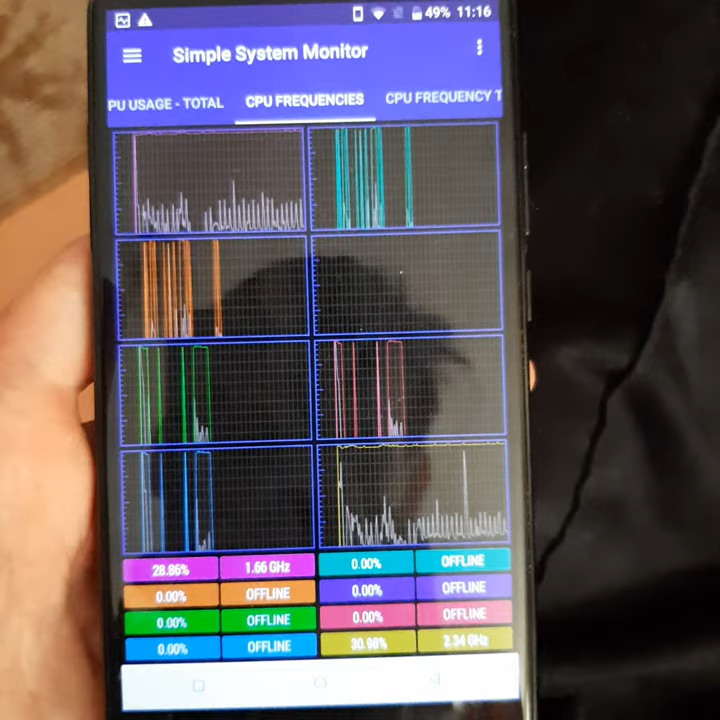 49% 11:16
Simple System Monitor
PU USAGE - TOTAL CPU FREQUENCIES CPU FREQUENCY T
28.86% 1.66 GHz 0.00% OFFLINE
0.00% OFFLINE 0.00% OFFLINE
0.00% OFFLINE 0.00% OFFLINE
0.00% OFFLINE 30.98% 2.34 GHz